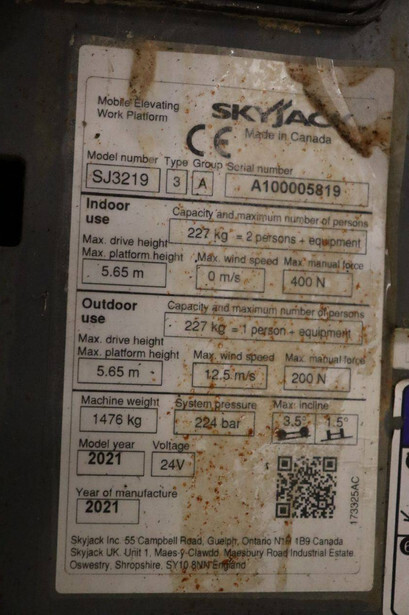 Mobile Elevating
Work Platform
SKYJACK
CE
Made in Canada
Model number Type Group Serial number
SJ3219 3 A A100005819
Indoor use
Capacity and maximum number of persons
227 kg = 2 persons + equipment
Max. drive height
Max. platform height Max. wind speed Max. manual force
5.65 m 0 m/s 400 N
Outdoor use
Capacity and maximum number of persons
227 kg = 1 person + equipment
Max. drive height
Max. platform height Max. wind speed Max. manual force
5.65 m 12.5 m/s 200 N
Machine weight System pressure Max. incline
1476 kg 224 bar 3.5° 1.5°
Model year Voltage
2021 24V
Year of manufacture
2021
173325AC
Skyjack Inc. 55 Campbell Road, Guelph, Ontario N1H 1B9 Canada
Skyjack UK. Unit 1, Maes-y-Clawdd, Maesbury Road Industrial Estate
Oswestry, Shropshire, SY10 8NN England